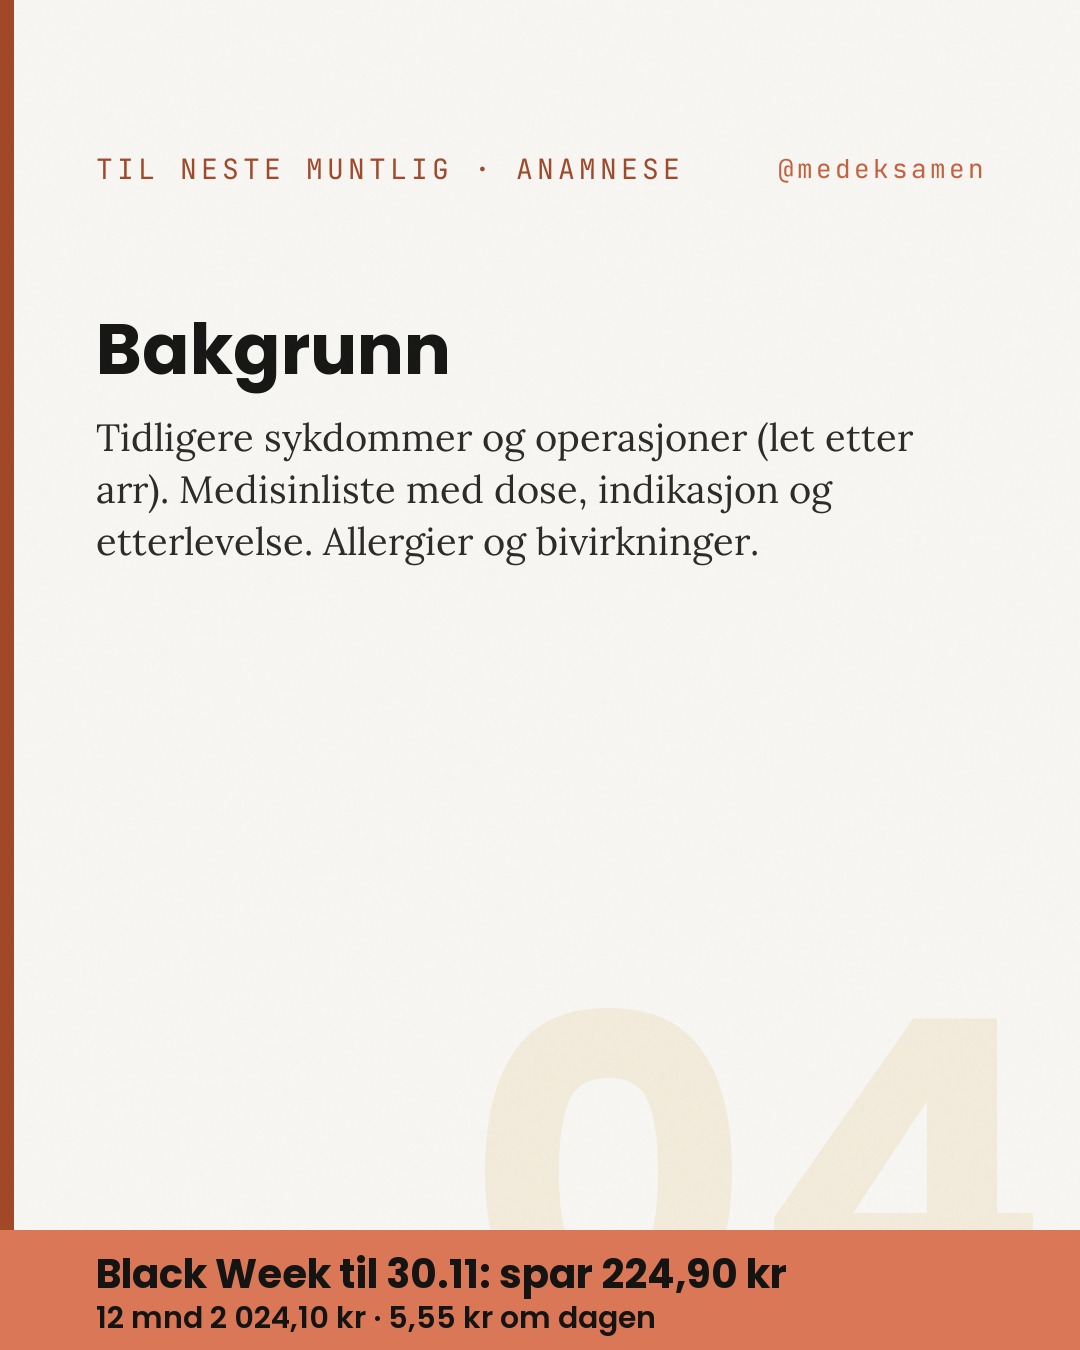 TIL NESTE MUNTLIG · ANAMNESE
@medeksamen
Bakgrunn
Tidligere sykdommer og operasjoner (let etter
arr). Medisinliste med dose, indikasjon og
etterlevelse. Allergier og bivirkninger.
04
Black Week til 30.11: spar 224,90 kr
12 mnd 2 024,10 kr · 5,55 kr om dagen